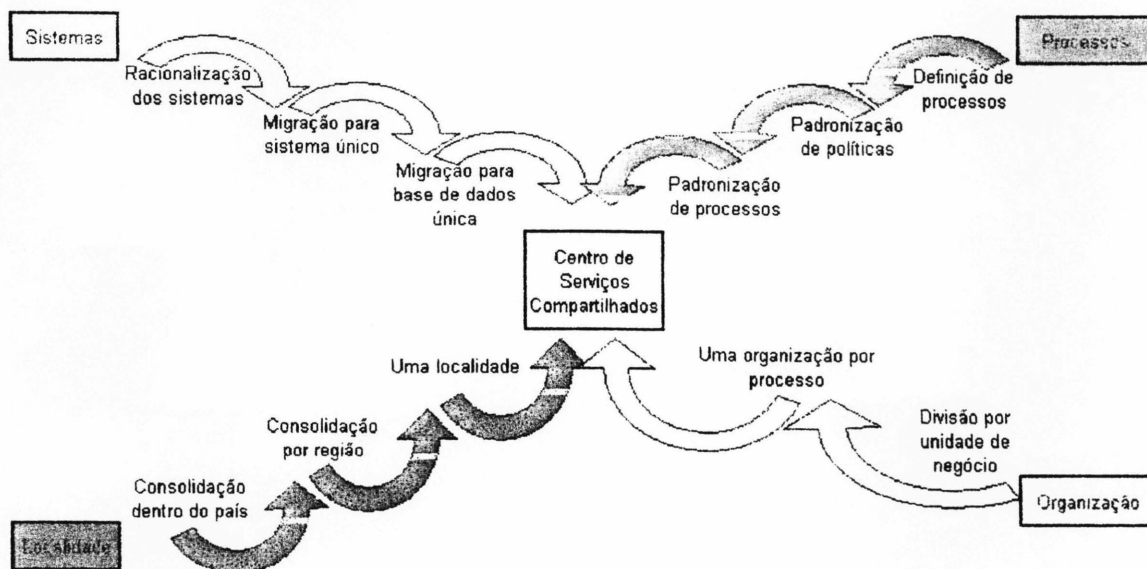 Sistemas
Processos
Racionalização
dos sistemas
Definição de
processos
Migração para
sistema único
Padronização
de políticas
Migração para
base de dados
única
Padronização
de processos
Centro de
Serviços
Compartilhados
Uma localidade
Uma organização por
processo
Consolidação
por região
Divisão por
unidade de
negócio
Consolidação
dentro do país
Organização
Localidade